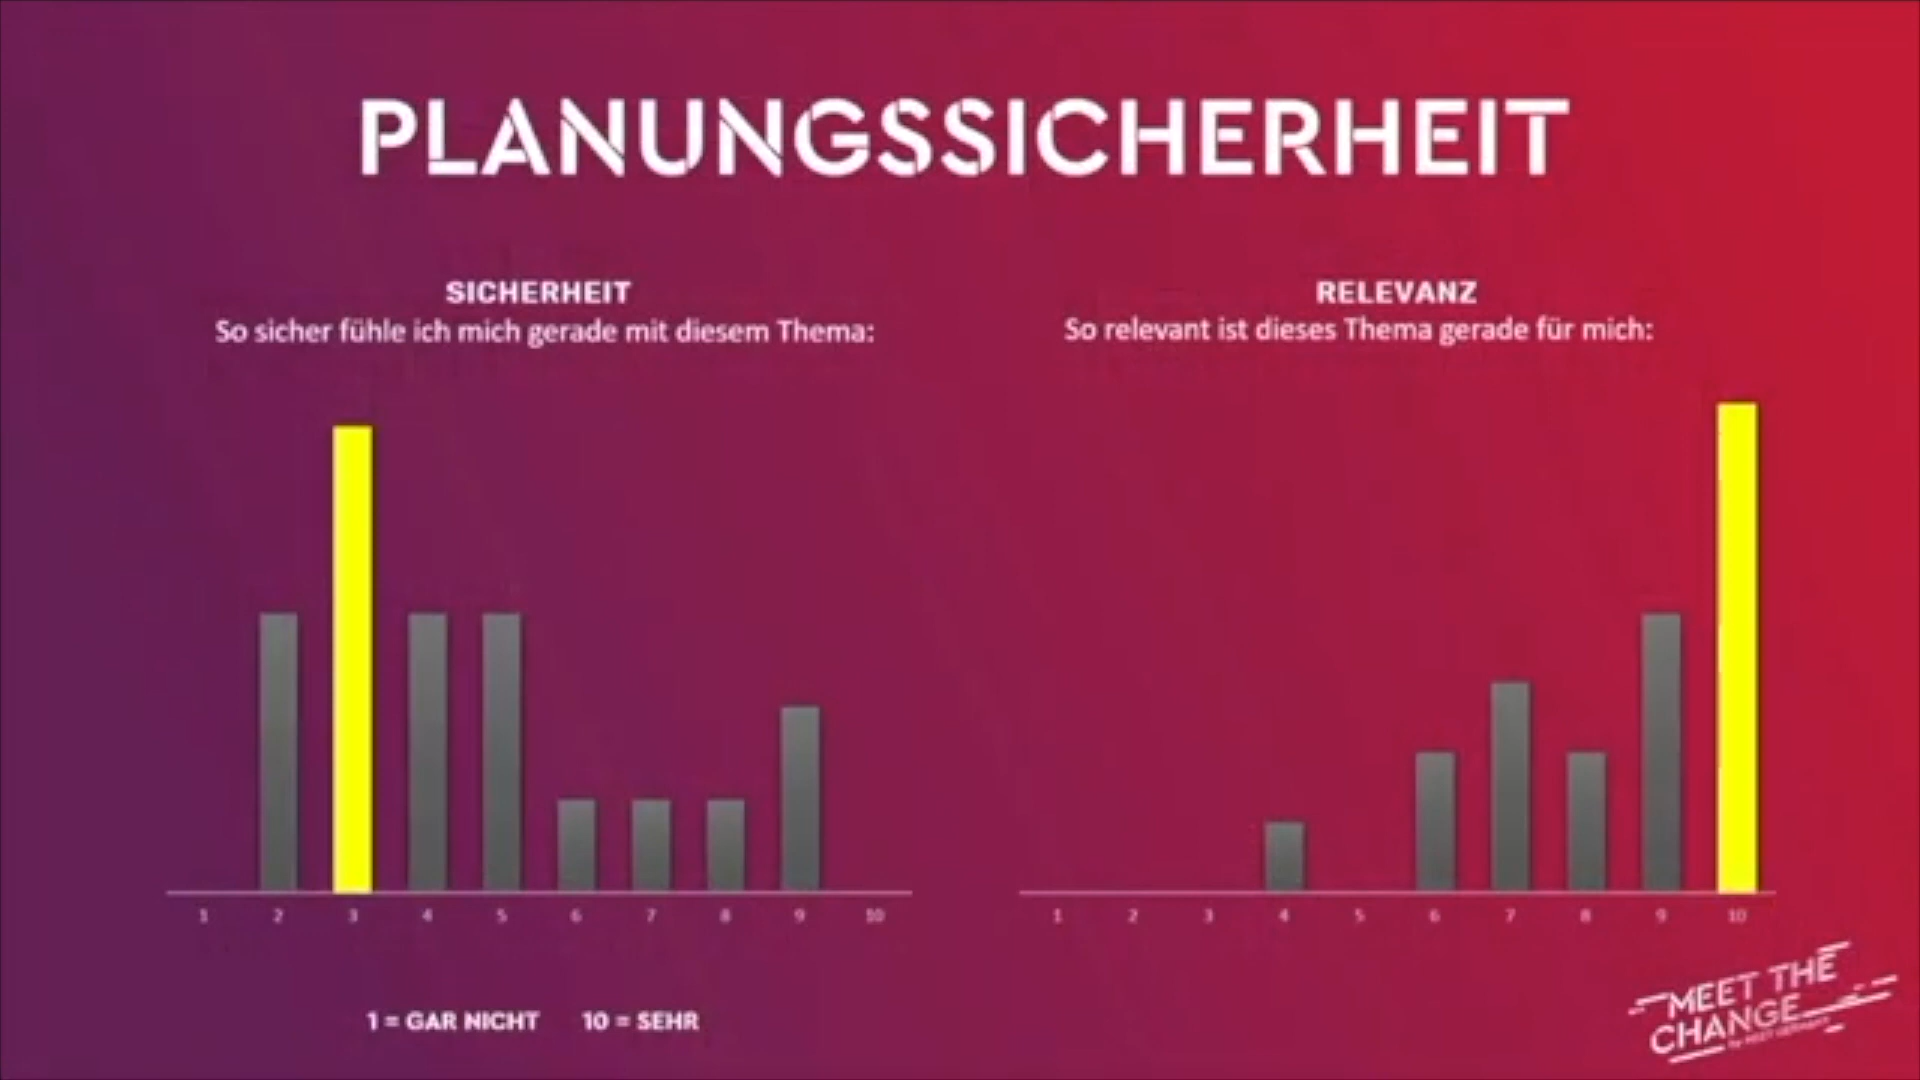 PLANUNGSSICHERHEIT
SICHERHEIT
So sicher fühle ich mich gerade mit diesem Thema:
1 2 3 4 5 6 7 8 9 10
1 = GAR NICHT 10 = SEHR
RELEVANZ
So relevant ist dieses Thema gerade für mich:
1 2 3 4 5 6 7 8 9 10
MEET THE
CHANGE